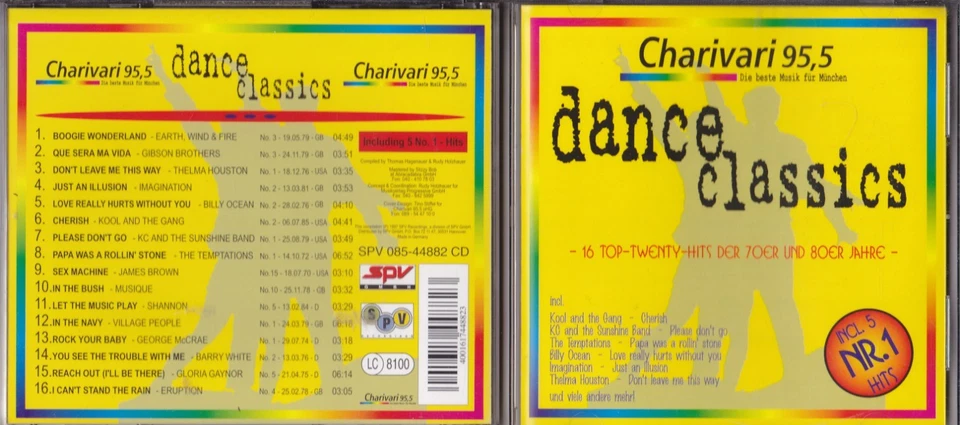 Charivari 95,5
Die beste Musik für München
dance
classics
Charivari 95,5
Die beste Musik für München
1. BOOGIE WONDERLAND - EARTH, WIND & FIRE No. 3 - 19.05.79 - GB 04:49
2. QUE SERA MA VIDA - GIBSON BROTHERS No. 3 - 24.11.79 - GB 03:51
3. DON'T LEAVE ME THIS WAY - THELMA HOUSTON No. 1 - 18.12.76 - USA 03:35
4. JUST AN ILLUSION - IMAGINATION No. 2 - 13.03.81 - GB 03:53
5. LOVE REALLY HURTS WITHOUT YOU - BILLY OCEAN No. 2 - 28.02.76 - GB 04:10
6. CHERISH - KOOL AND THE GANG No. 2 - 06.07.85 - USA 04:41
7. PLEASE DON'T GO - KC AND THE SUNSHINE BAND No. 1 - 25.08.79 - USA 03:49
8. PAPA WAS A ROLLIN' STONE - THE TEMPTATIONS No. 1 - 14.10.72 - USA 06:52
9. SEX MACHINE - JAMES BROWN No. 15 - 18.07.70 - USA 03:10
10. IN THE BUSH - MUSIQUE No. 10 - 25.11.78 - GB 03:32
11. LET THE MUSIC PLAY - SHANNON No. 5 - 13.02.84 - D 03:29
12. IN THE NAVY - VILLAGE PEOPLE No. 1 - 24.03.79 - GB 06:18
13. ROCK YOUR BABY - GEORGE McCRAE No. 1 - 29.07.74 - D 03:18
14. YOU SEE THE TROUBLE WITH ME - BARRY WHITE No. 2 - 13.03.76 - D 03:29
15. REACH OUT (I'LL BE THERE) - GLORIA GAYNOR No. 5 - 21.04.75 - D 06:14
16. I CAN'T STAND THE RAIN - ERUPTION No. 4 - 25.02.78 - GB 03:05
Including 5 No. 1 - Hits
SPV 085-44882 CD
SPV
GMBH
SPV
LC 8100
Charivari 95,5
Charivari 95,5
Die beste Musik für München
dance
classics
- 16 TOP-TWENTY-HITS DER 70ER UND 80ER JAHRE -
incl.
Kool and the Gang - Cherish
KC and the Sunshine Band - Please don't go
The Temptations - Papa was a rollin' stone
Billy Ocean - Love really hurts without you
Imagination - Just an illusion
Thelma Houston - Don't leave me this way
und viele andere mehr!
INCL. 5
NR.1
HITS